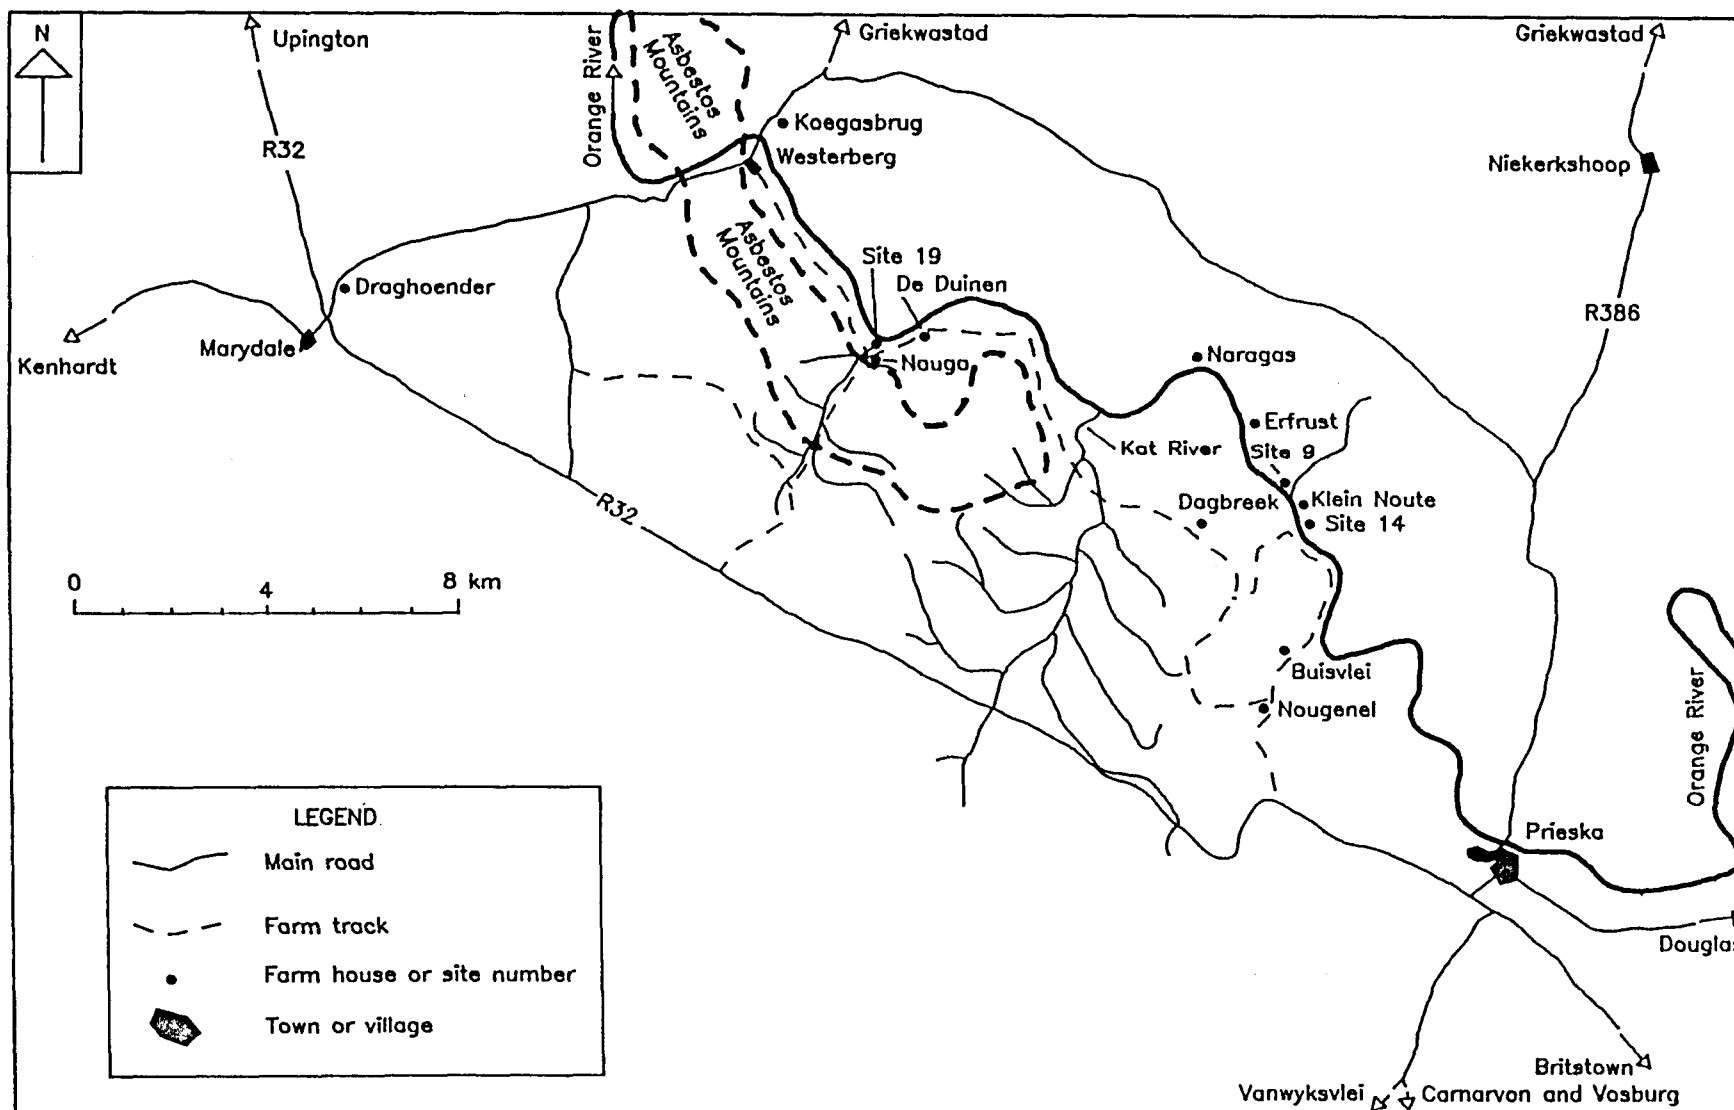 N
Upington
Griekwastad
Griekwastad
Orange River
Asbestos
Mountains
Koegasbrug
R32
Westerberg
Niekerkshoop
Asbestos
Mountains
Site 19
De Duinen
Draghoender
R386
Marydale
Kenhardt
Nauga
Naragas
Erfrust
Kat River
Site 9
Dagbreek
Klein Noute
Site 14
R32
0 4 8 km
Buisvlei
Nougenel
Orange River
LEGEND
Main road
Farm track
Farm house or site number
Town or village
Prieska
Douglas
Britstown
Vanwyksvlei
Carnarvon and Vosburg